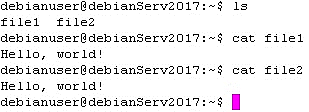 debianuser@debianServ2017:~$ ls
file1  file2
debianuser@debianServ2017:~$ cat file1
Hello, world!
debianuser@debianServ2017:~$ cat file2
Hello, world!
debianuser@debianServ2017:~$